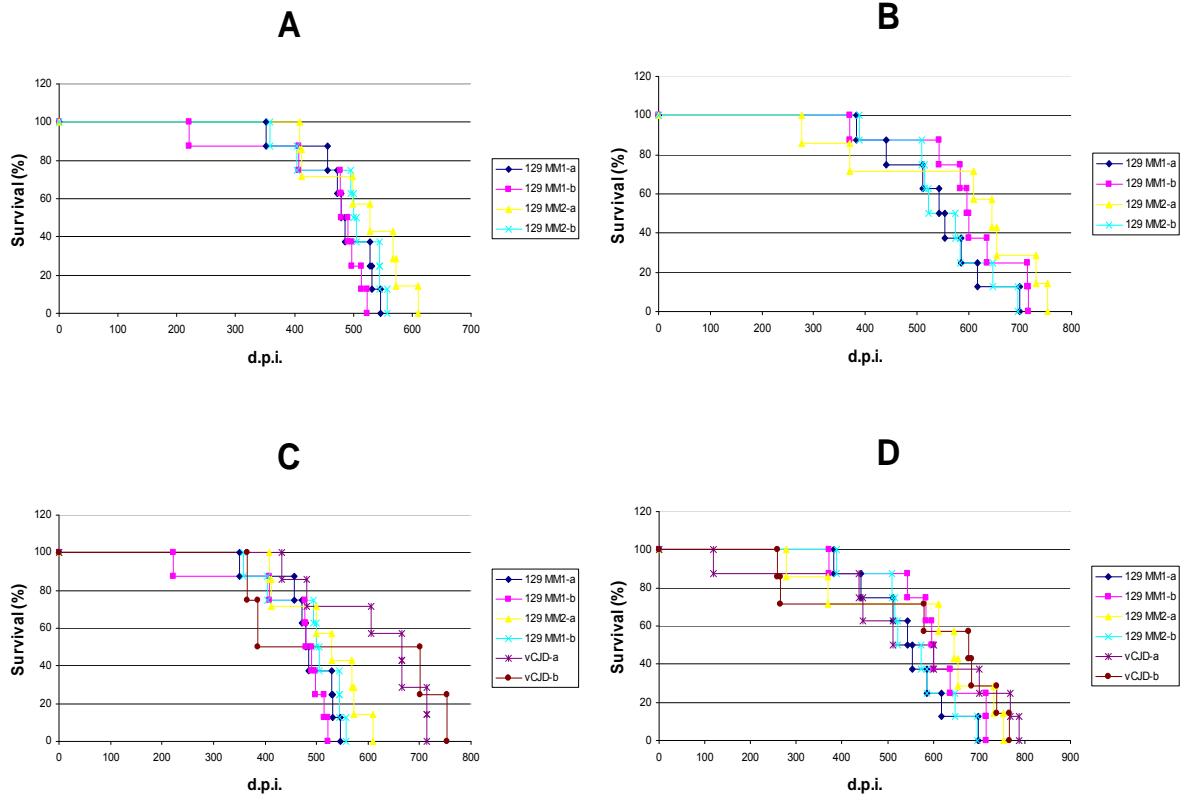 A
Survival (%)
120
100
80
60
40
20
0
0 100 200 300 400 500 600 700
d.p.i.
129 MM1-a
129 MM1-b
129 MM2-a
129 MM2-b
B
Survival (%)
120
100
80
60
40
20
0
0 100 200 300 400 500 600 700 800
d.p.i.
129 MM1-a
129 MM1-b
129 MM2-a
129 MM2-b
C
Survival (%)
120
100
80
60
40
20
0
0 100 200 300 400 500 600 700 800
d.p.i.
129 MM1-a
129 MM1-b
129 MM2-a
129 MM1-b
vCJD-a
vCJD-b
D
Survival (%)
120
100
80
60
40
20
0
0 100 200 300 400 500 600 700 800 900
d.p.i.
129 MM1-a
129 MM1-b
129 MM2-a
129 MM2-b
vCJD-a
vCJD-b